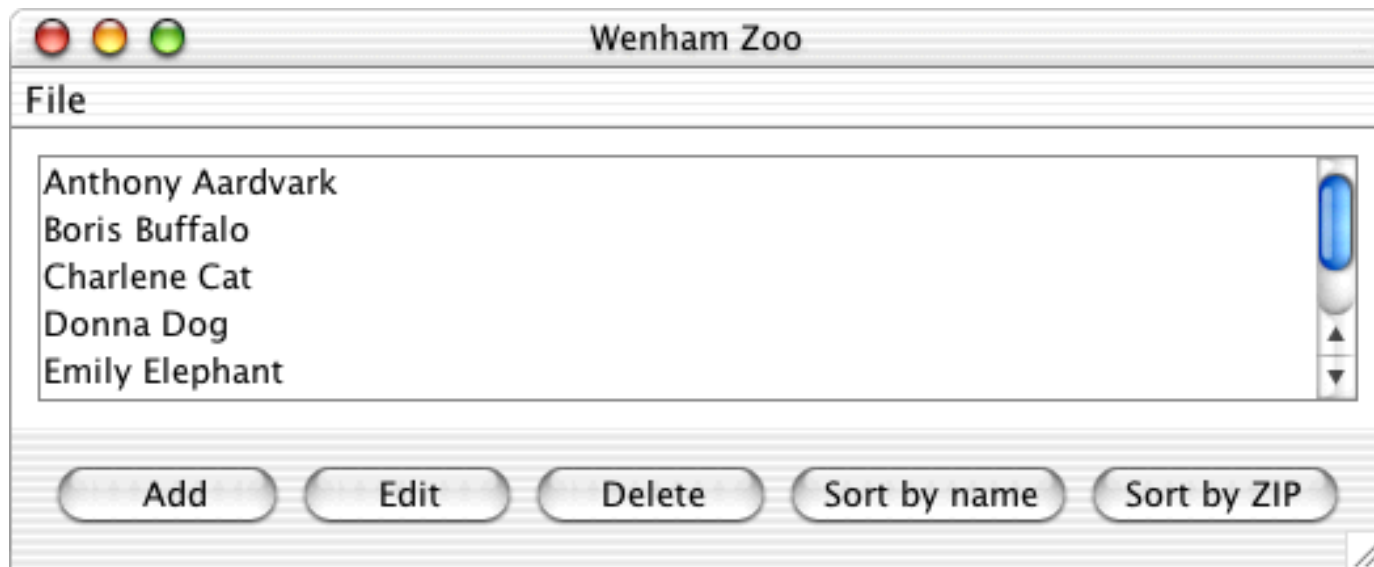 Wenham Zoo
File
Anthony Aardvark
Boris Buffalo
Charlene Cat
Donna Dog
Emily Elephant
Add Edit Delete Sort by name Sort by ZIP